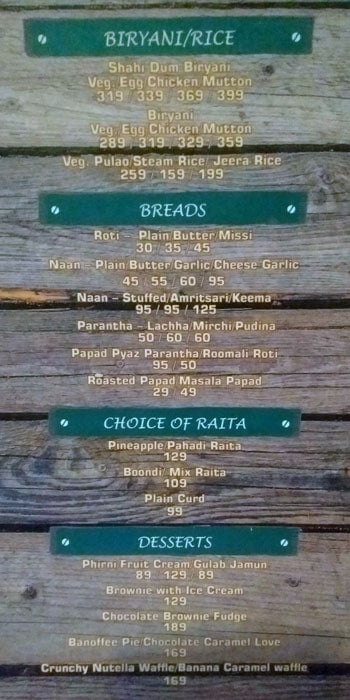 BIRYANI/RICE
Shahi Dum Biryani
Veg. Egg Chicken Mutton
319 / 339 / 369 / 399
Biryani
Veg. Egg Chicken Mutton
289 / 319 / 329 / 359
Veg. Pulao/Steam Rice/Jeera Rice
259 / 159 / 199
BREADS
Roti - Plain/Butter/Missi
30 / 35 / 45
Naan - Plain/Butter/Garlic/Cheese Garlic
45 / 55 / 60 / 95
Naan - Stuffed/Amritsari/Keema
95 / 95 / 125
Parantha - Lachha/Mirchi/Pudina
50 / 60 / 60
Papad Pyaz Parantha/Roomali Roti
95 / 50
Roasted Papad/Masala Papad
29 / 49
CHOICE OF RAITA
Pineapple/Pahadi Raita
129
Boondi/ Mix Raita
109
Plain Curd
99
DESSERTS
Phirni/Fruit Cream/Gulab Jamun
89 / 129 / 89
Brownie with Ice Cream
129
Chocolate Brownie Fudge
189
Banoffee Pie/Chocolate Caramel Love
169
Crunchy Nutella Waffle/Banana Caramel waffle
169